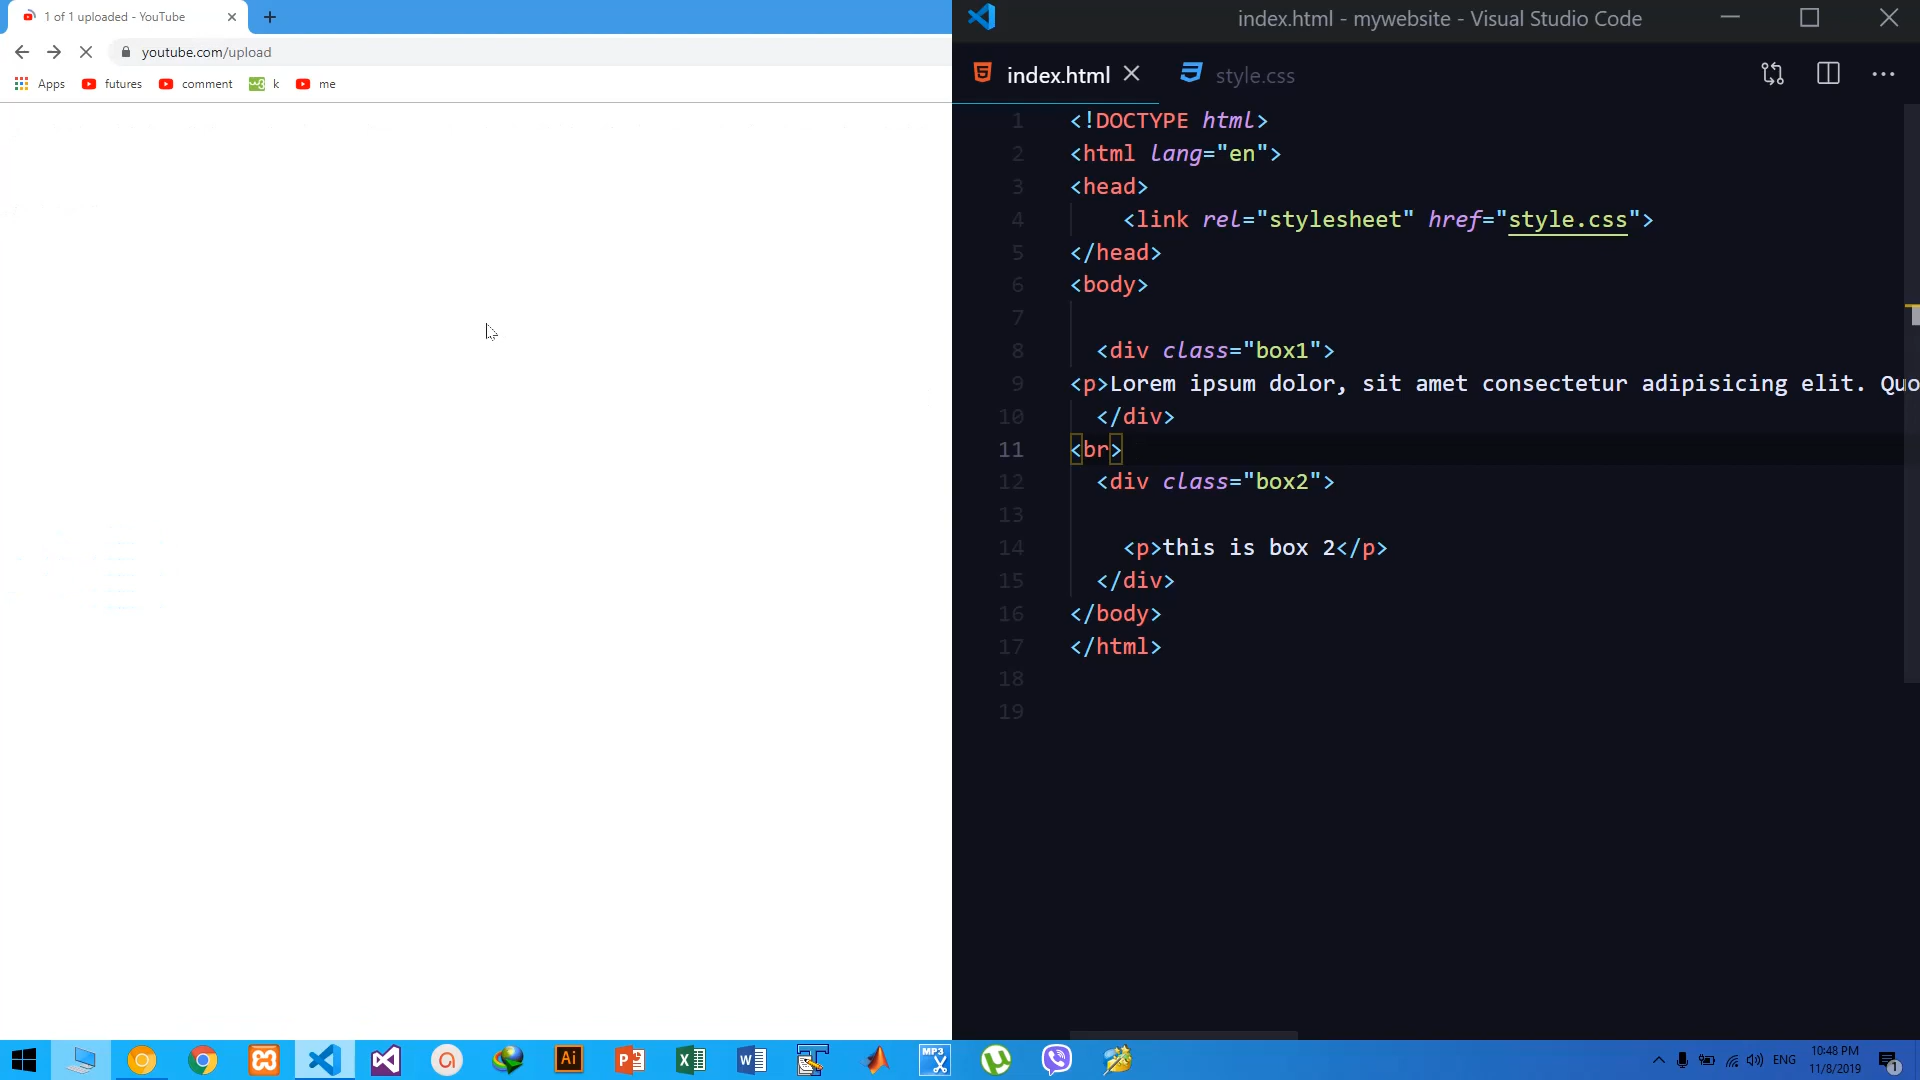 1 of 1 uploaded - YouTube
youtube.com/upload
Apps futures comment k me
index.html - mywebsite - Visual Studio Code
index.html style.css
1 <!DOCTYPE html>
2 <html lang="en">
3 <head>
4 <link rel="stylesheet" href="style.css">
5 </head>
6 <body>
7
8 <div class="box1">
9 <p>Lorem ipsum dolor, sit amet consectetur adipisicing elit. Quo
10 </div>
11 <br>
12 <div class="box2">
13
14 <p>this is box 2</p>
15 </div>
16 </body>
17 </html>
18
19
ENG
10:48 PM
11/8/2019
1